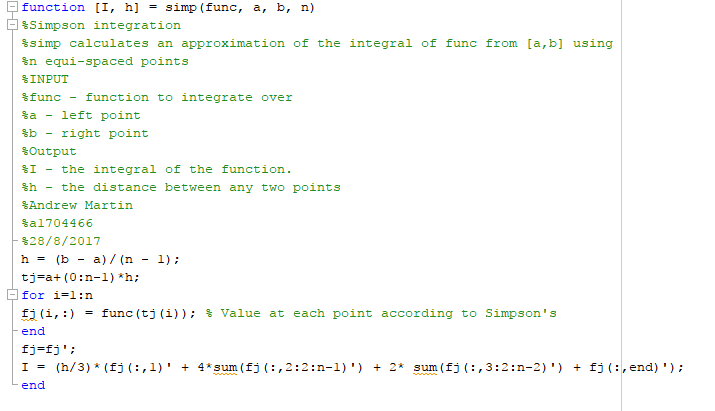 function [I, h] = simp(func, a, b, n)
%Simpson integration
%simp calculates an approximation of the integral of func from [a,b] using
%n equi-spaced points
%INPUT
%func - function to integrate over
%a - left point
%b - right point
%Output
%I - the integral of the function.
%h - the distance between any two points
%Andrew Martin
%a1704466
%28/8/2017
h = (b - a)/(n - 1);
tj=a+(0:n-1)*h;
for i=1:n
fj(i,:) = func(tj(i)); % Value at each point according to Simpson's
end
fj=fj';
I = (h/3)*(fj(:,1)' + 4*sum(fj(:,2:2:n-1)') + 2* sum(fj(:,3:2:n-2)') + fj(:,end)');
end